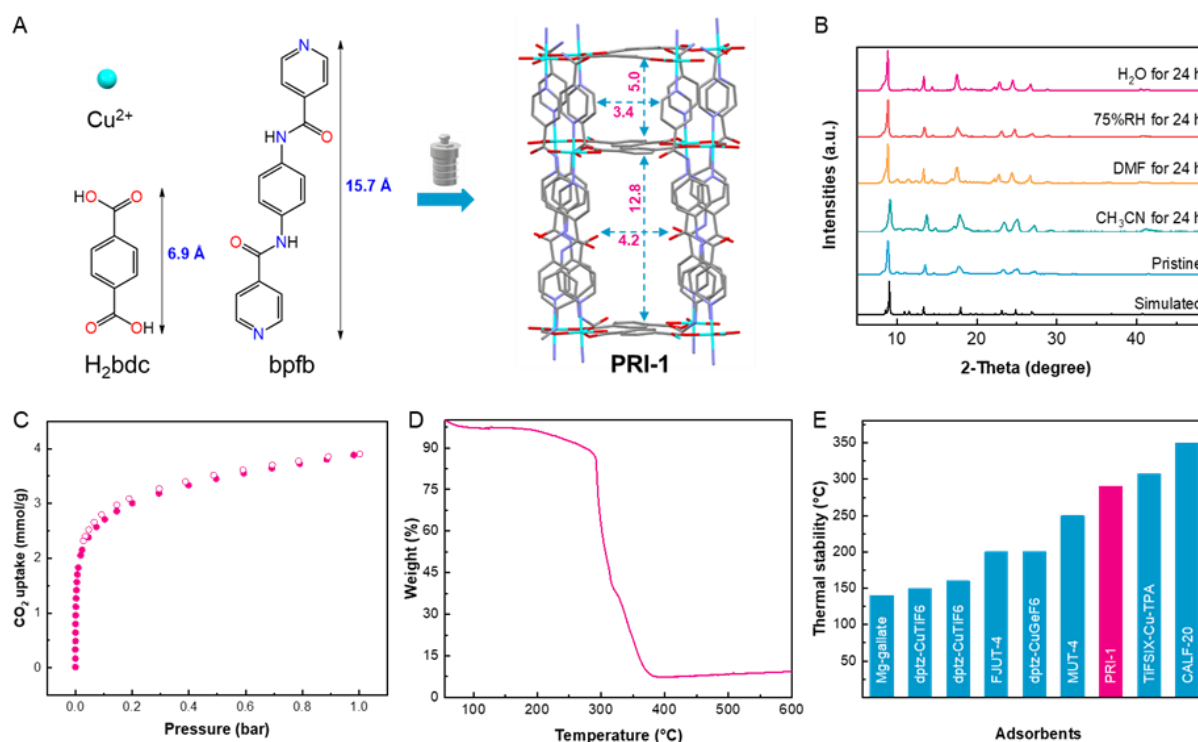 A
Cu2+
H2bdc
6.9 Å
HO
O
O
OH
bpfb
15.7 Å
N
O
NH
O
NH
N
PRI-1
5.0
3.4
12.8
4.2
B
H2O for 24 h
75%RH for 24 h
DMF for 24 h
CH3CN for 24 h
Pristine
Simulated
Intensities (a.u.)
10 20 30 40
2-Theta (degree)
C
CO2 uptake (mmol/g)
4
3
2
1
0
0.0 0.2 0.4 0.6 0.8 1.0
Pressure (bar)
D
Weight (%)
90
75
60
45
30
15
0
100 200 300 400 500 600
Temperature (°C)
E
Thermal stability (°C)
350
300
250
200
150
100
50
Mg-gallate
dptz-CuTiF6
dptz-CuTiF6
FJUT-4
dptz-CuGeF6
MUT-4
PRI-1
TIFSIX-Cu-TPA
CALF-20
Adsorbents